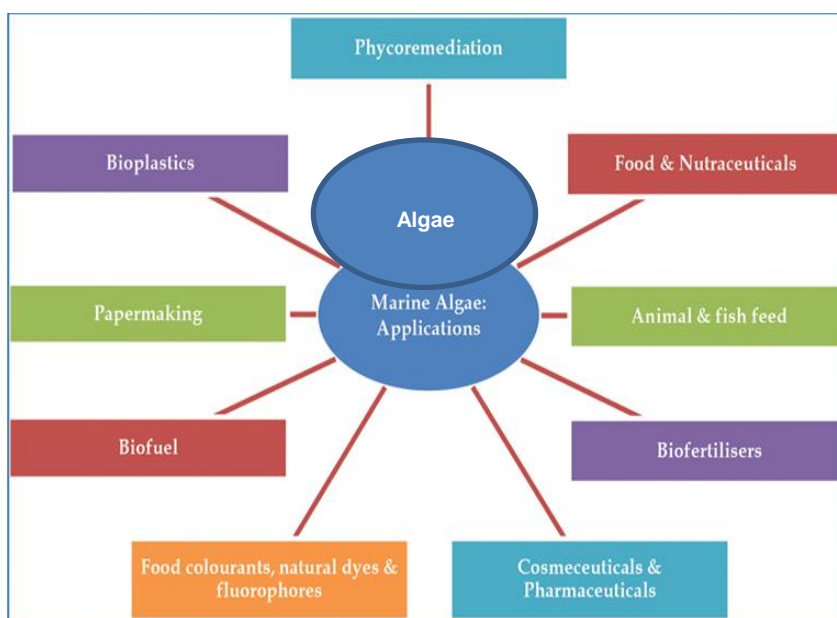 Phycoremediation
Bioplastics
Food & Nutraceuticals
Algae
Marine Algae:
Applications
Papermaking
Animal & fish feed
Biofuel
Biofertilisers
Food colourants, natural dyes &
fluorophores
Cosmeceuticals &
Pharmaceuticals